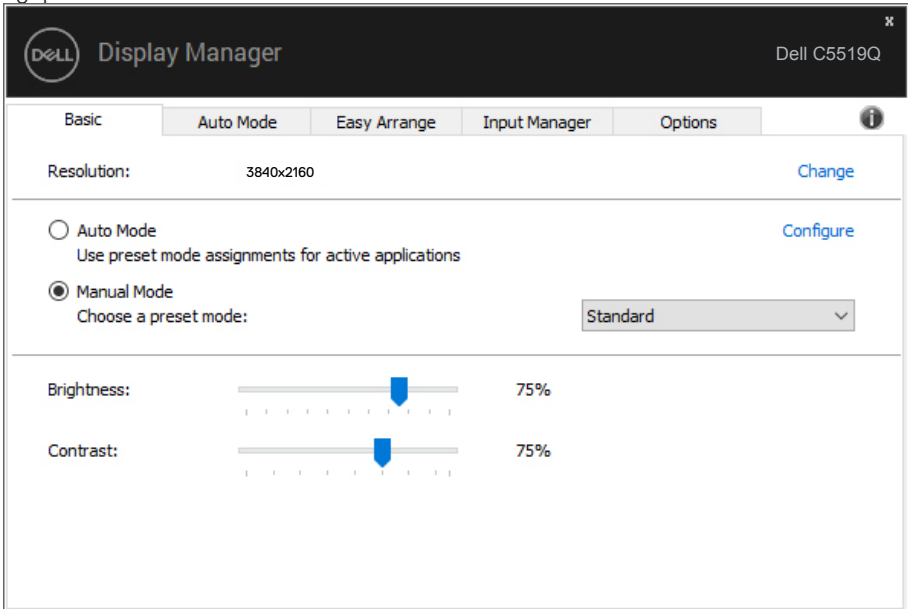 x
DELL Display Manager
Dell C5519Q
Basic Auto Mode Easy Arrange Input Manager Options
Resolution: 3840x2160 Change
Auto Mode Configure
Use preset mode assignments for active applications
Manual Mode
Choose a preset mode: Standard
Brightness: 75%
Contrast: 75%